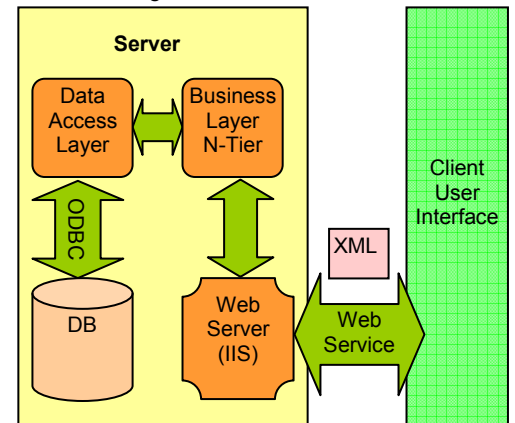 Server
Data
Access
Layer
Business
Layer
N-Tier
ODBC
DB
Web
Server
(IIS)
XML
Web
Service
Client
User
Interface